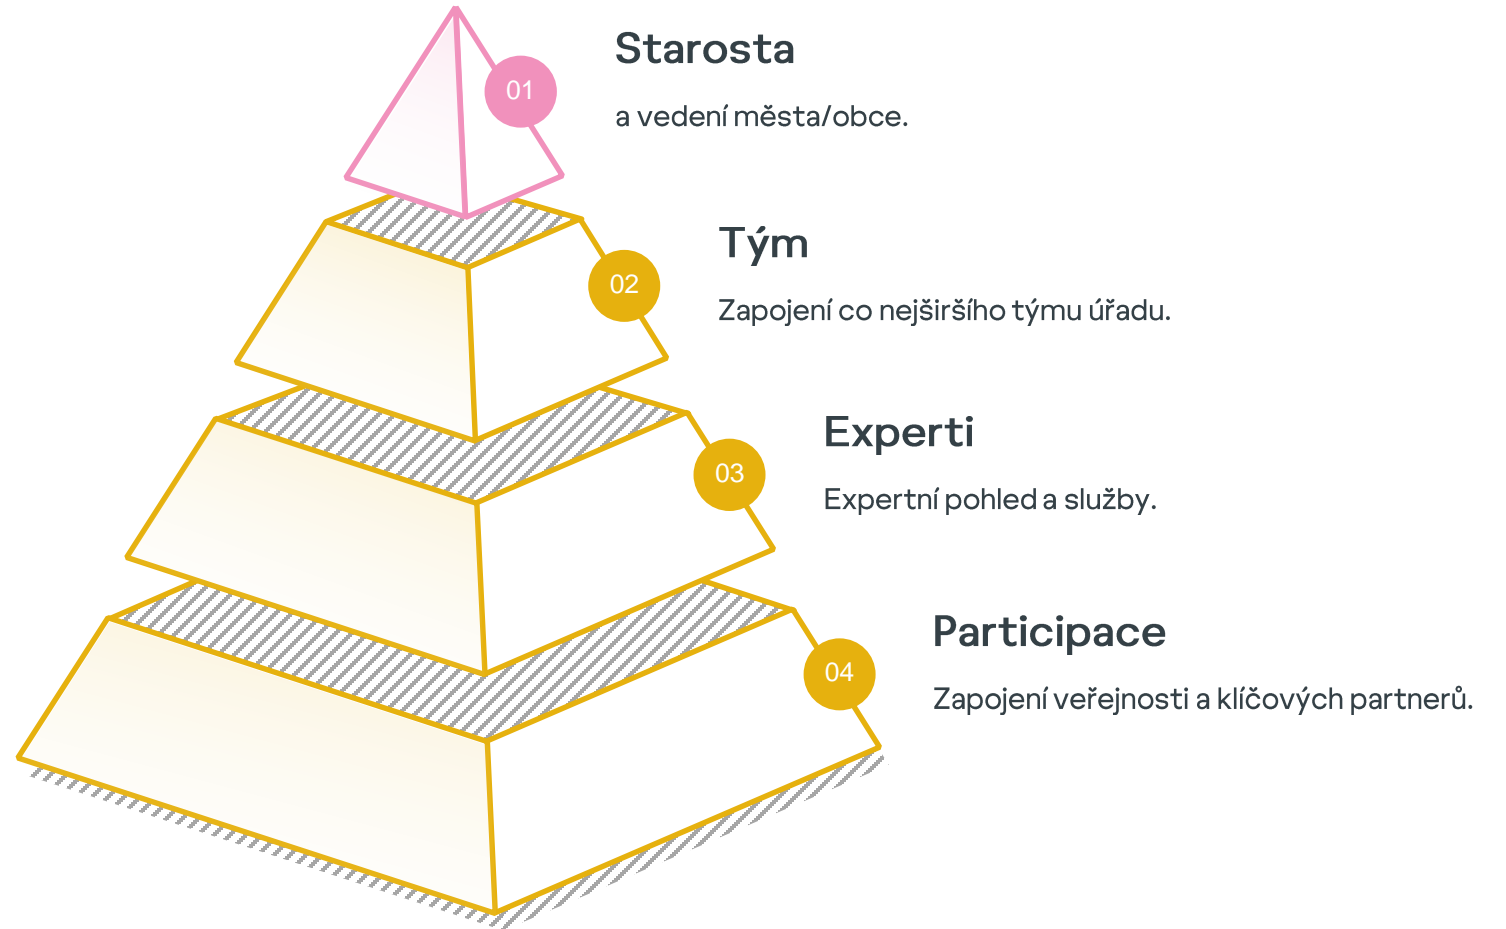 01
Starosta
a vedení města/obce.
02
Tým
Zapojení co nejširšího týmu úřadu.
03
Experti
Expertní pohled a služby.
04
Participace
Zapojení veřejnosti a klíčových partnerů.